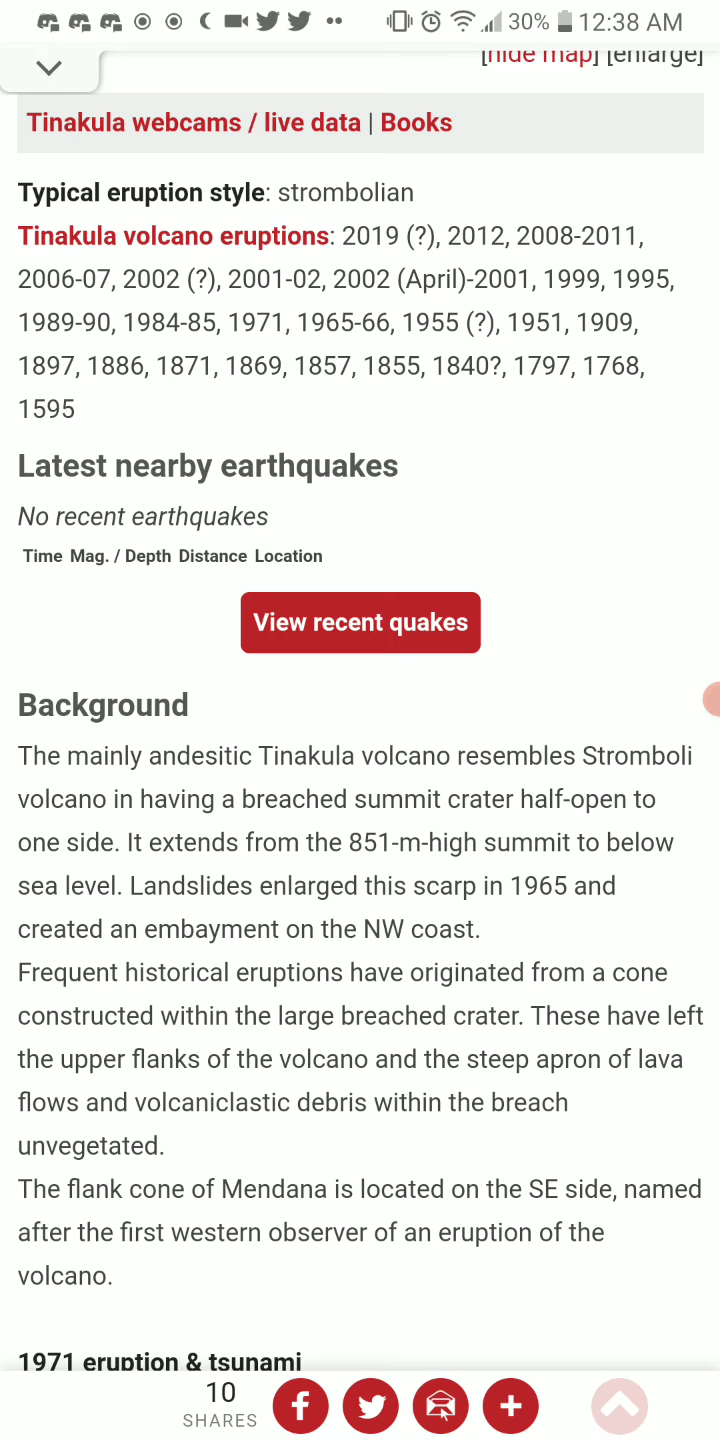 30% 12:38 AM
[hide map] [enlarge]
Tinakula webcams / live data | Books
Typical eruption style: strombolian
Tinakula volcano eruptions: 2019 (?), 2012, 2008-2011,
2006-07, 2002 (?), 2001-02, 2002 (April)-2001, 1999, 1995,
1989-90, 1984-85, 1971, 1965-66, 1955 (?), 1951, 1909,
1897, 1886, 1871, 1869, 1857, 1855, 1840?, 1797, 1768,
1595
Latest nearby earthquakes
No recent earthquakes
Time Mag. / Depth Distance Location
View recent quakes
Background
The mainly andesitic Tinakula volcano resembles Stromboli
volcano in having a breached summit crater half-open to
one side. It extends from the 851-m-high summit to below
sea level. Landslides enlarged this scarp in 1965 and
created an embayment on the NW coast.
Frequent historical eruptions have originated from a cone
constructed within the large breached crater. These have left
the upper flanks of the volcano and the steep apron of lava
flows and volcaniclastic debris within the breach
unvegetated.
The flank cone of Mendana is located on the SE side, named
after the first western observer of an eruption of the
volcano.
1971 eruption & tsunami
10
SHARES